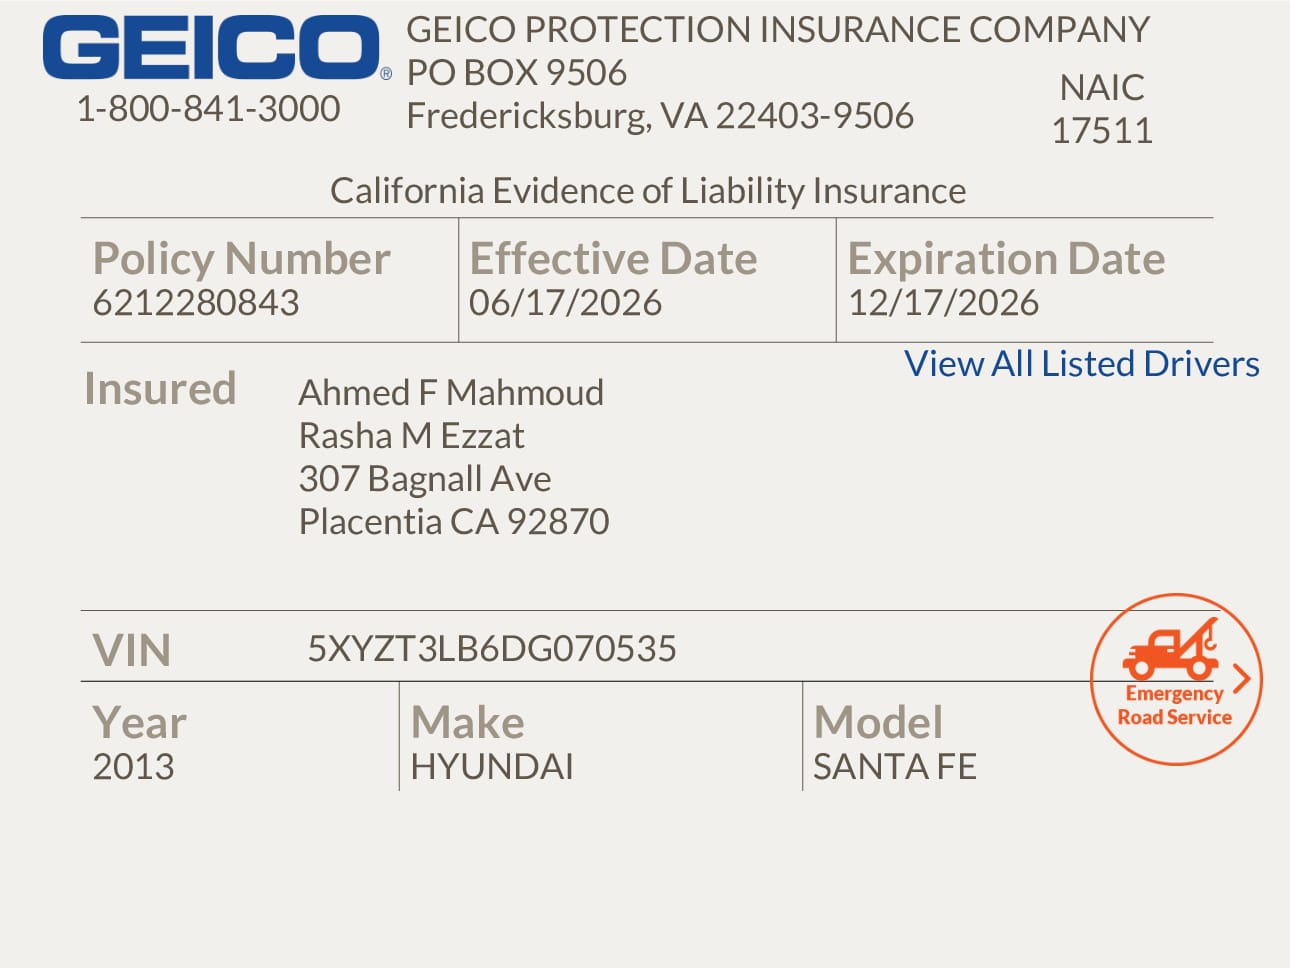 GEICO®
1-800-841-3000
GEICO PROTECTION INSURANCE COMPANY
PO BOX 9506
Fredericksburg, VA 22403-9506
NAIC
17511
California Evidence of Liability Insurance
Policy Number
6212280843
Effective Date
06/17/2026
Expiration Date
12/17/2026
View All Listed Drivers
Insured
Ahmed F Mahmoud
Rasha M Ezzat
307 Bagnall Ave
Placentia CA 92870
VIN
5XYZT3LB6DG070535
Emergency
Road Service
Year
2013
Make
HYUNDAI
Model
SANTA FE